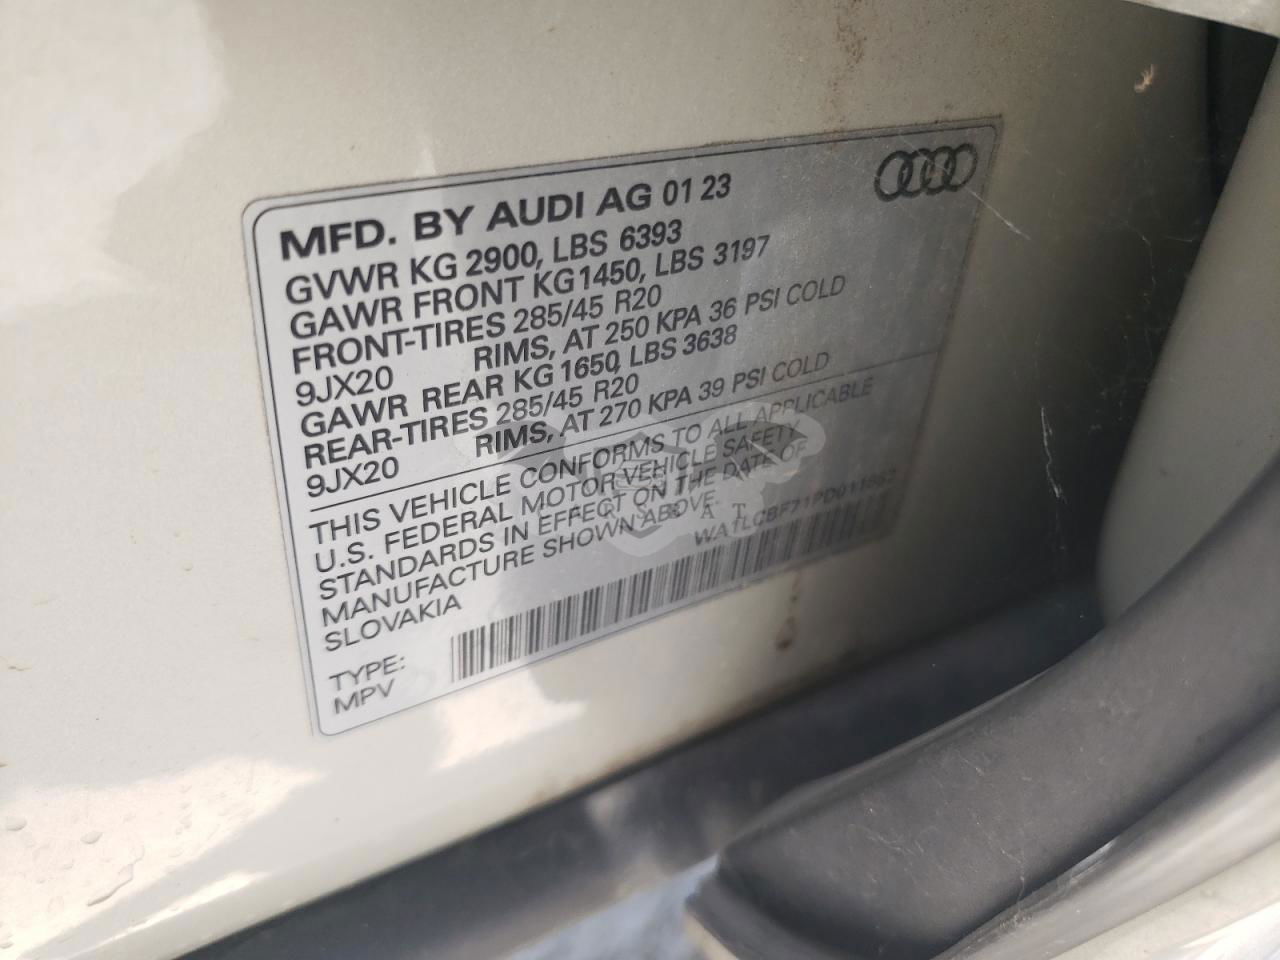 MFD. BY AUDI AG 01 23
GVWR KG 2900, LBS 6393
GAWR FRONT KG1450, LBS 3197
FRONT-TIRES 285/45 R20
9JX20 RIMS, AT 250 KPA 36 PSI COLD
GAWR REAR KG 1650, LBS 3638
REAR-TIRES 285/45 R20
9JX20 RIMS, AT 270 KPA 39 PSI COLD
THIS VEHICLE CONFORMS TO ALL APPLICABLE
U.S. FEDERAL MOTOR VEHICLE SAFETY
STANDARDS IN EFFECT ON THE DATE OF
MANUFACTURE SHOWN ABOVE.
SLOVAKIA
TYPE:
MPV